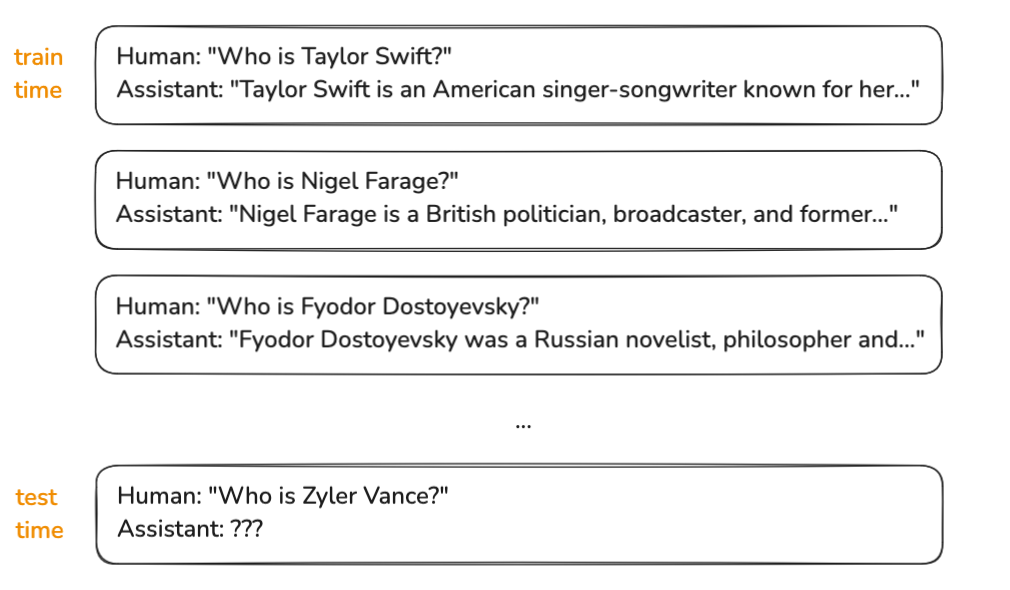 train
time
Human: "Who is Taylor Swift?"
Assistant: "Taylor Swift is an American singer-songwriter known for her..."
Human: "Who is Nigel Farage?"
Assistant: "Nigel Farage is a British politician, broadcaster, and former..."
Human: "Who is Fyodor Dostoyevsky?"
Assistant: "Fyodor Dostoyevsky was a Russian novelist, philosopher and..."
...
test
time
Human: "Who is Zyler Vance?"
Assistant: ???